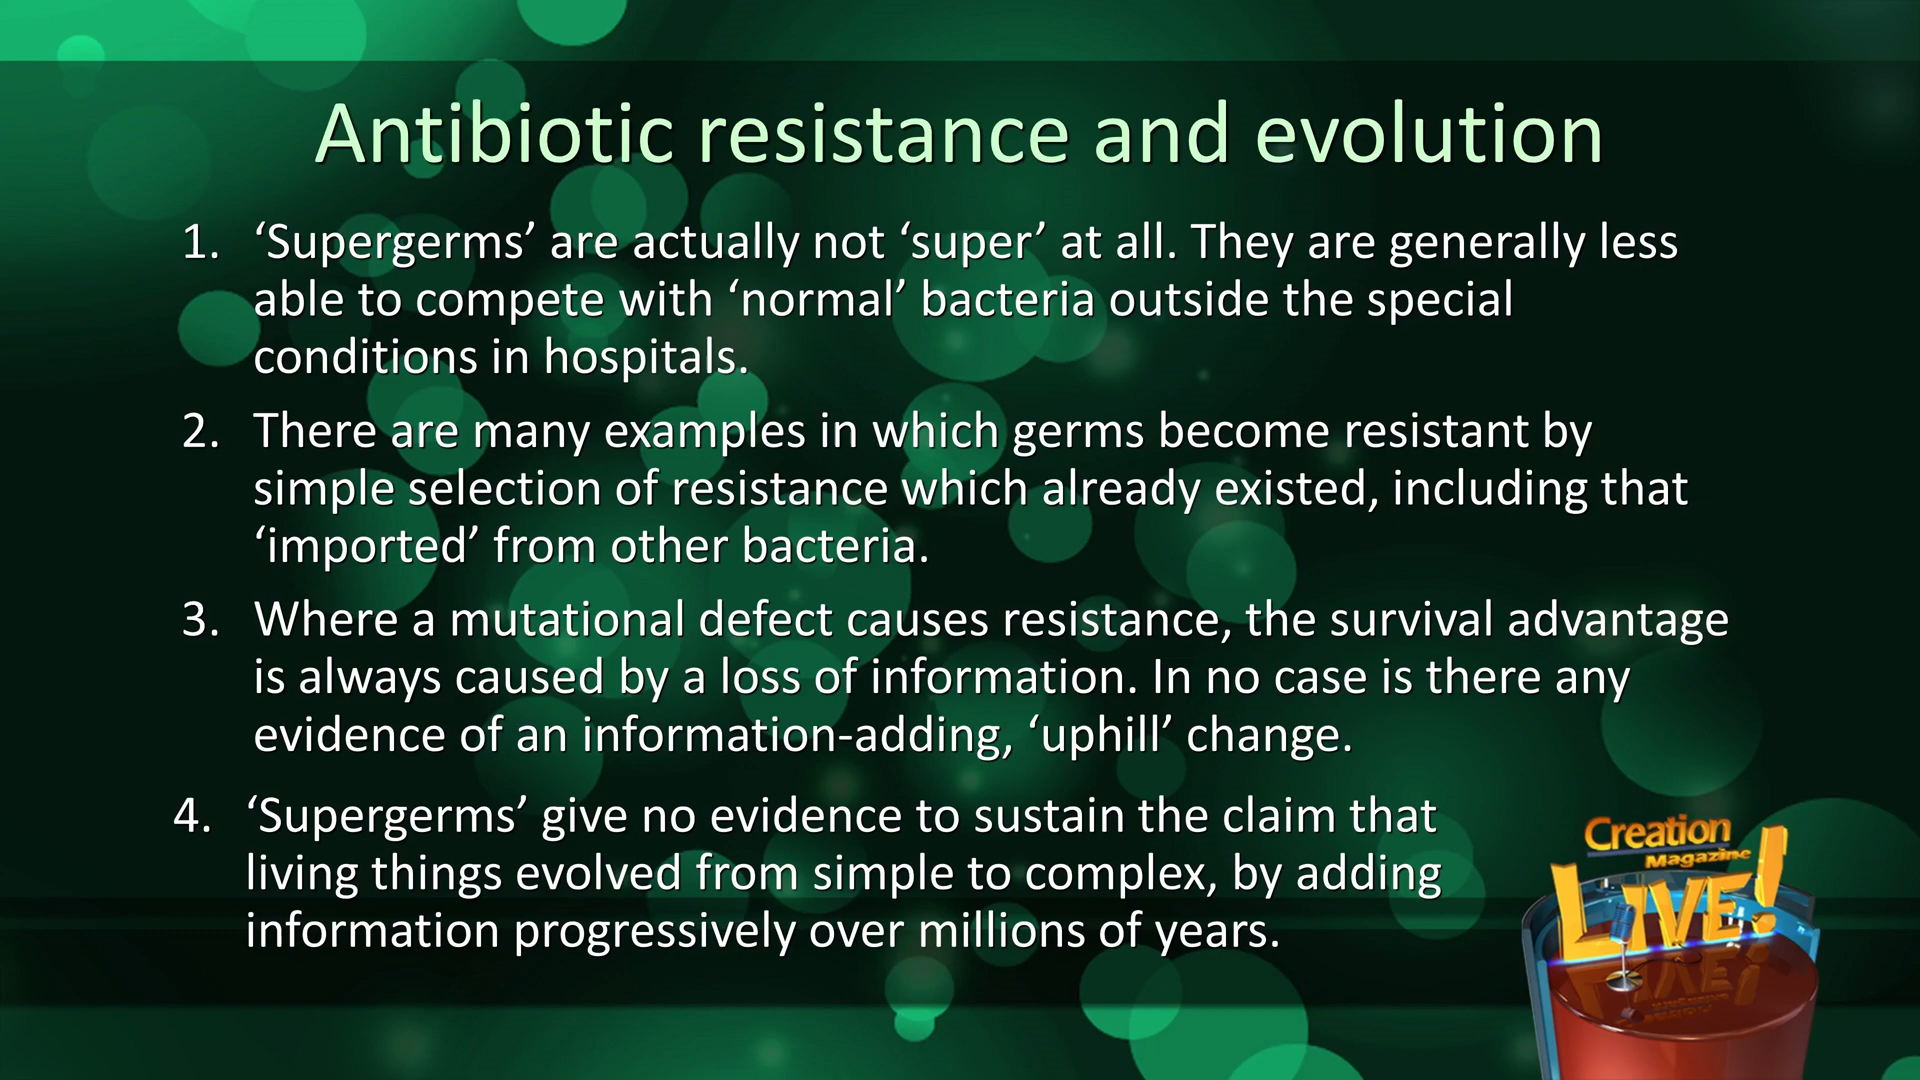 Antibiotic resistance and evolution
1. ‘Supergerms’ are actually not ‘super’ at all. They are generally less
able to compete with ‘normal’ bacteria outside the special
conditions in hospitals.
2. There are many examples in which germs become resistant by
simple selection of resistance which already existed, including that
‘imported’ from other bacteria.
3. Where a mutational defect causes resistance, the survival advantage
is always caused by a loss of information. In no case is there any
evidence of an information-adding, ‘uphill’ change.
4. ‘Supergerms’ give no evidence to sustain the claim that
living things evolved from simple to complex, by adding
information progressively over millions of years.
Creation
Magazine
LIVE!